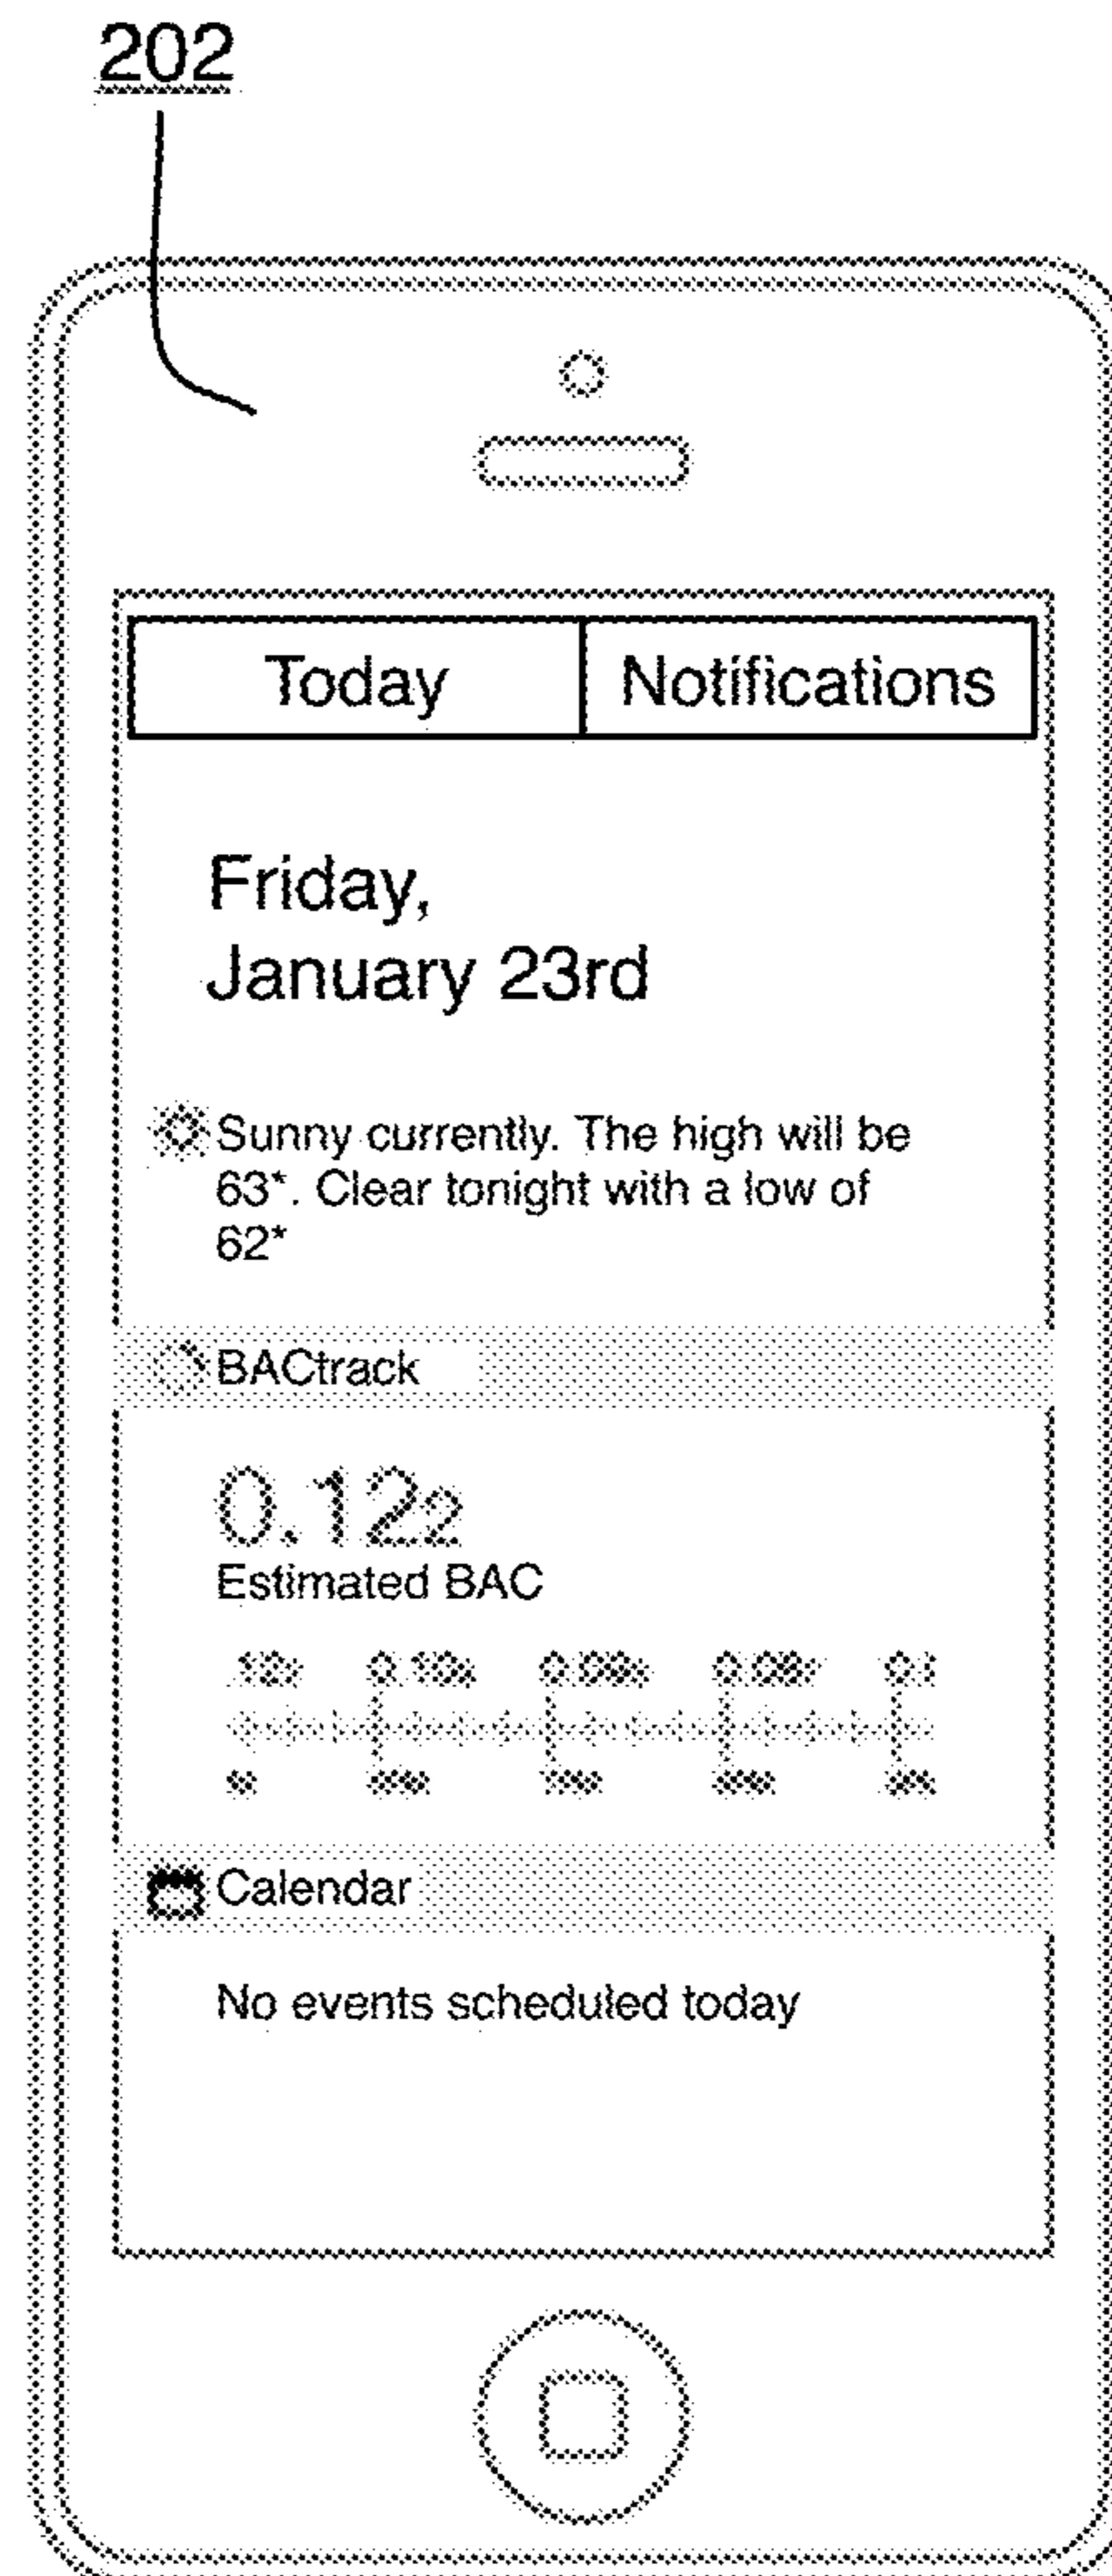 202
Today Notifications
Friday,
January 23rd
Sunny currently. The high will be
63*. Clear tonight with a low of
62*
BACtrack
0.122
Estimated BAC
Calendar
No events scheduled today